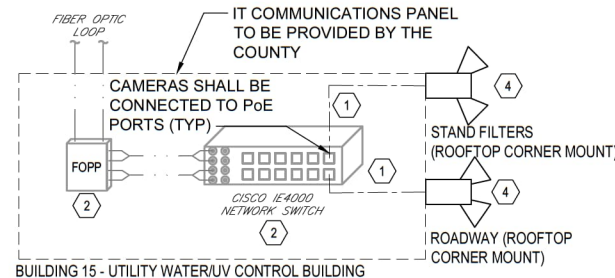 FIBER OPTIC
LOOP
IT COMMUNICATIONS PANEL
TO BE PROVIDED BY THE
COUNTY
CAMERAS SHALL BE
CONNECTED TO PoE
PORTS (TYP)
1
4
STAND FILTERS
(ROOFTOP CORNER MOUNT)
FOPP
2
1
CISCO IE4000
NETWORK SWITCH
2
4
ROADWAY (ROOFTOP
CORNER MOUNT)
BUILDING 15 - UTILITY WATER/UV CONTROL BUILDING